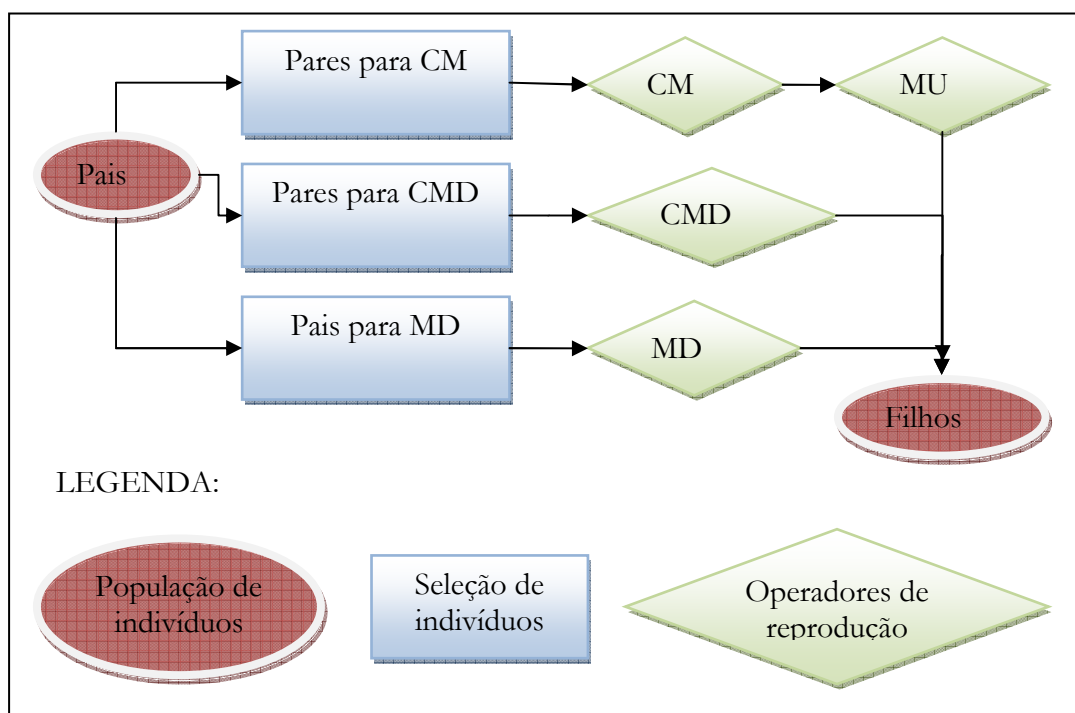 Pares para CM
CM
MU
Pais
Pares para CMD
CMD
Pais para MD
MD
Filhos
LEGENDA:
População de
indivíduos
Seleção de
indivíduos
Operadores de
reprodução